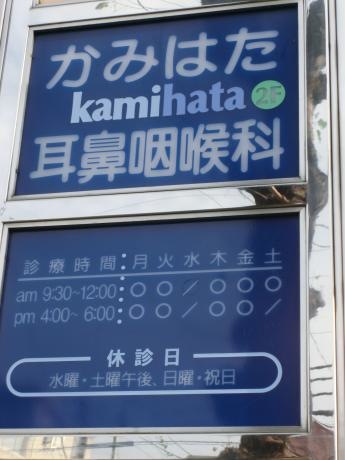 かみはた
kamihata 2F
耳鼻咽喉科
診療時間 月火水木金土
am 9:30~12:00 ○○／○○○
pm 4:00~ 6:00 ○○／○○／
休診日
水曜・土曜午後、日曜・祝日